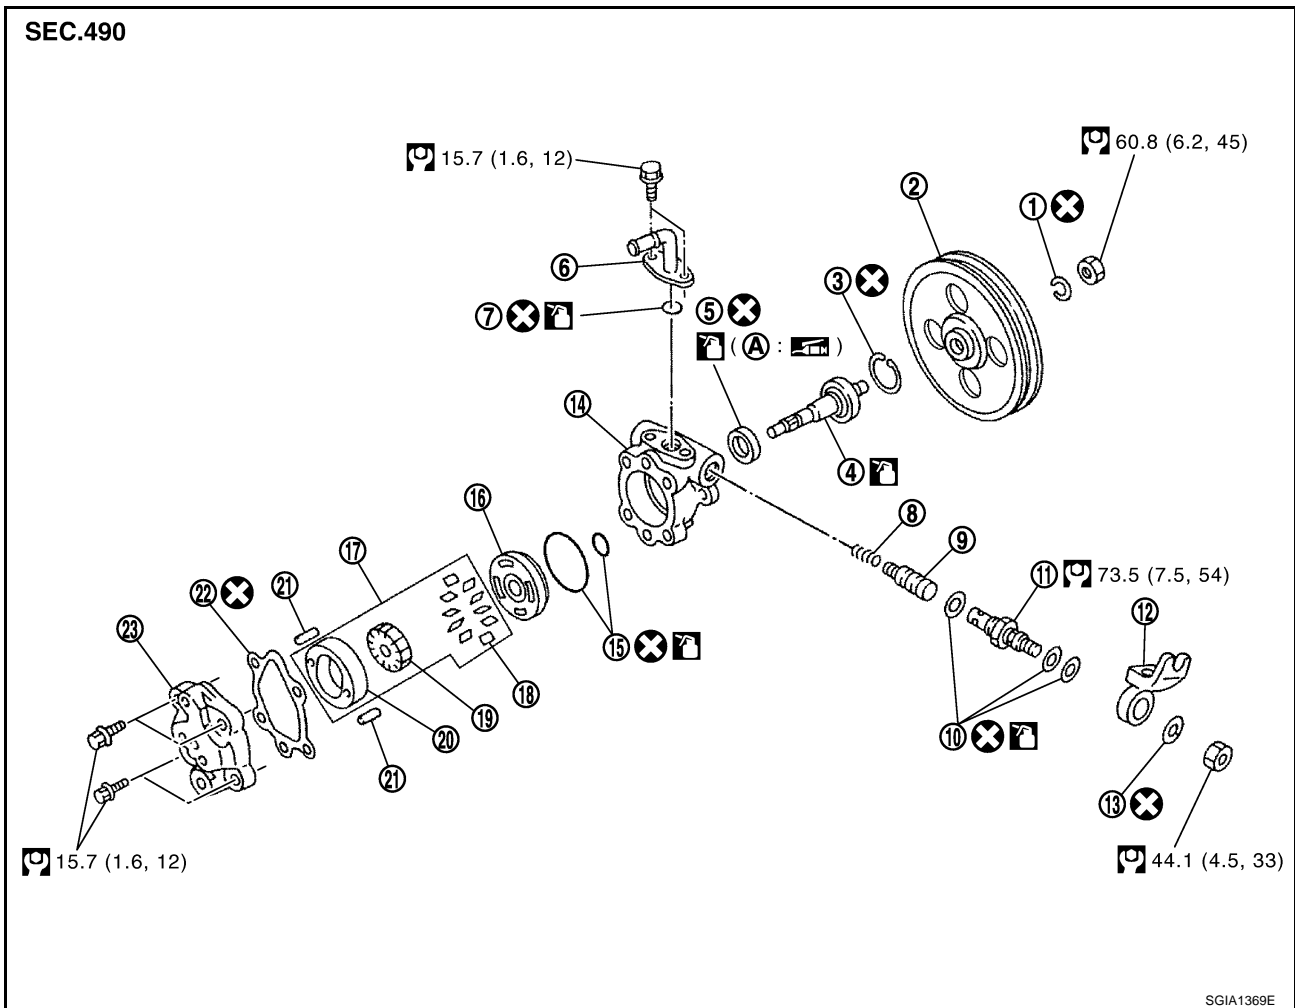 SEC.490
15.7 (1.6, 12)
60.8 (6.2, 45)
2
1
6
3
7
5
( A : )
14
4
16
8
17
9
11 73.5 (7.5, 54)
22
21
12
23
15
18
19
20
10
21
13
15.7 (1.6, 12)
44.1 (4.5, 33)
SGIA1369E